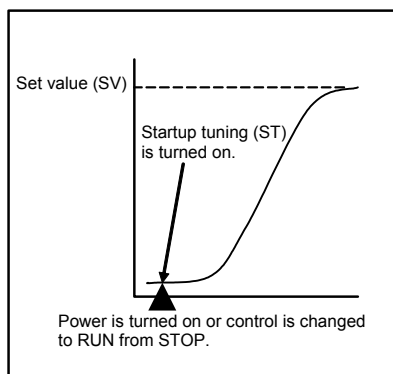 Set value (SV)
Startup tuning (ST)
is turned on.
Power is turned on or control is changed
to RUN from STOP.